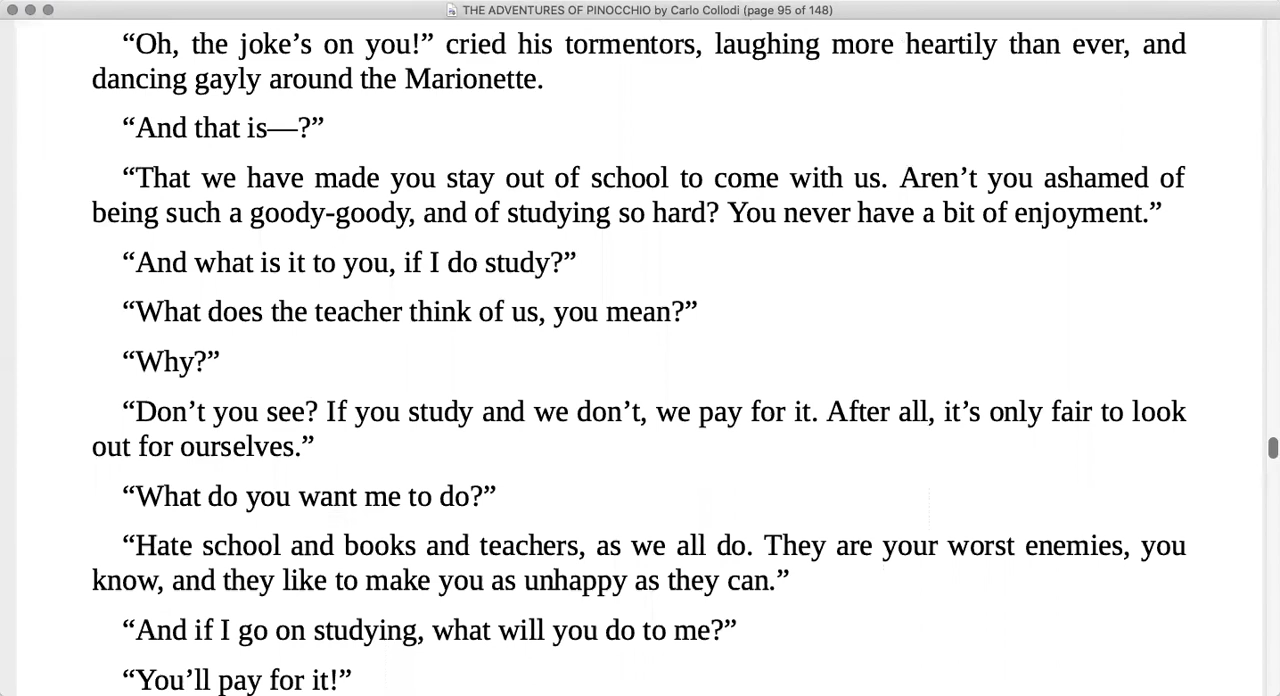 THE ADVENTURES OF PINOCCHIO by Carlo Collodi (page 95 of 148)
“Oh, the joke’s on you!” cried his tormentors, laughing more heartily than ever, and
dancing gayly around the Marionette.
“And that is—?”
“That we have made you stay out of school to come with us. Aren’t you ashamed of
being such a goody-goody, and of studying so hard? You never have a bit of enjoyment.”
“And what is it to you, if I do study?”
“What does the teacher think of us, you mean?”
“Why?”
“Don’t you see? If you study and we don’t, we pay for it. After all, it’s only fair to look
out for ourselves.”
“What do you want me to do?”
“Hate school and books and teachers, as we all do. They are your worst enemies, you
know, and they like to make you as unhappy as they can.”
“And if I go on studying, what will you do to me?”
“You’ll pay for it!”